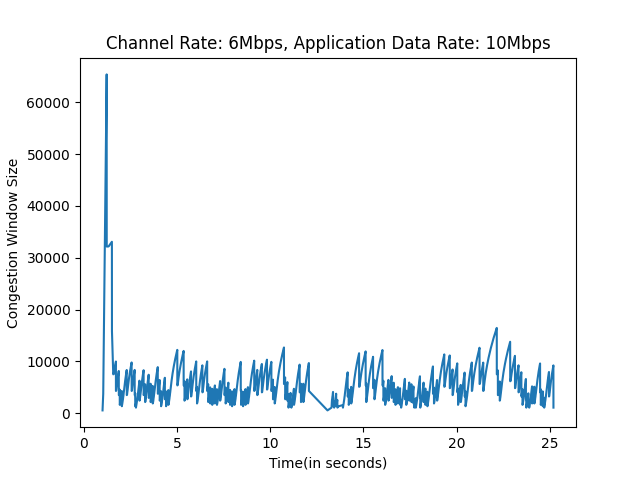 Channel Rate: 6Mbps, Application Data Rate: 10Mbps
60000
50000
40000
30000
20000
10000
0
Congestion Window Size
0 5 10 15 20 25
Time(in seconds)